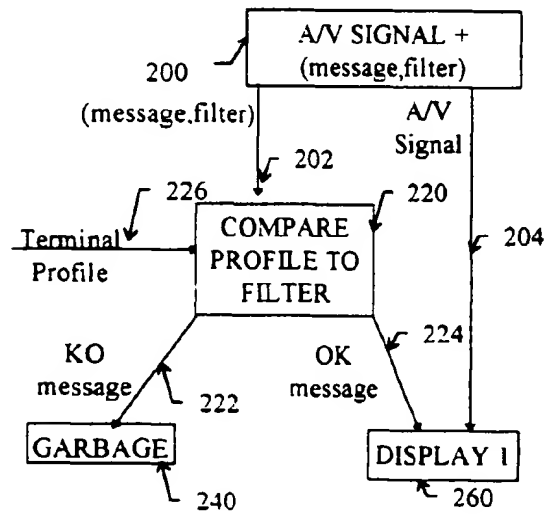 A/V SIGNAL +
(message,filter)
200
(message,filter)
A/V
Signal
202
226
220
Terminal
Profile
COMPARE
PROFILE TO
FILTER
204
KO
message
222
OK
message
224
GARBAGE
240
DISPLAY 1
260